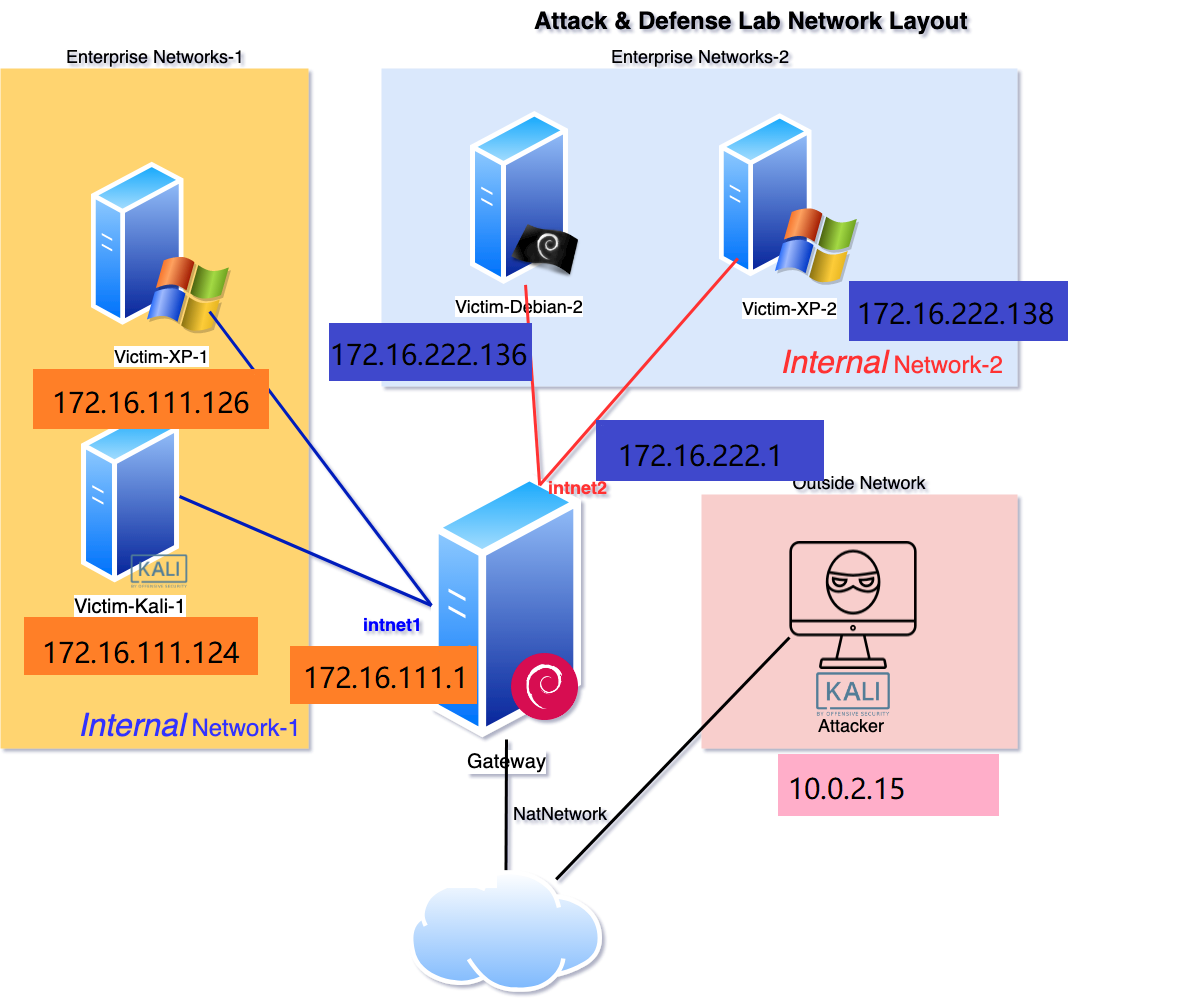 Attack & Defense Lab Network Layout
Enterprise Networks-1
Enterprise Networks-2
Victim-XP-1
172.16.111.126
KALI
BY OFFENSIVE SECURITY
Victim-Kali-1
172.16.111.124
Internal Network-1
Victim-Debian-2
172.16.222.136
Victim-XP-2
172.16.222.138
Internal Network-2
172.16.222.1
intnet2
intnet1
172.16.111.1
Gateway
NatNetwork
Outside Network
KALI
BY OFFENSIVE SECURITY
Attacker
10.0.2.15